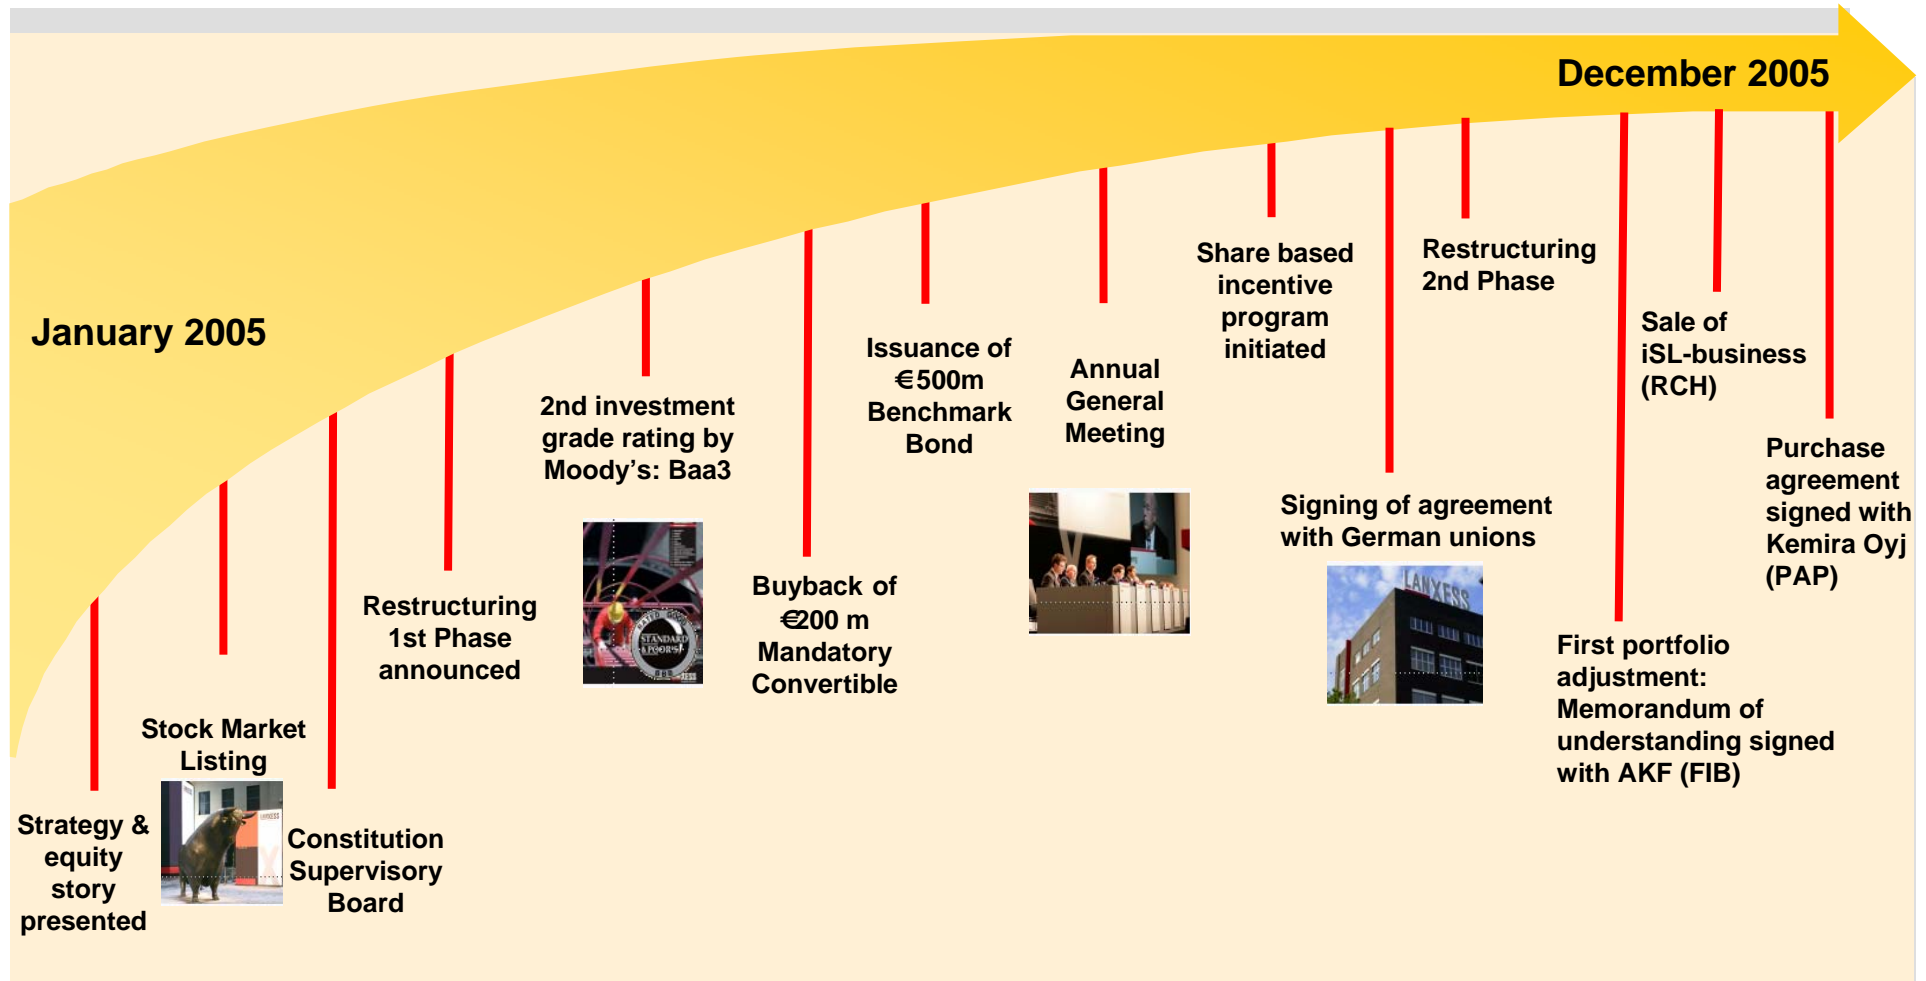 December 2005
January 2005
Strategy &
equity
story
presented
Stock Market
Listing
Constitution
Supervisory
Board
Restructuring
1st Phase
announced
2nd investment
grade rating by
Moody’s: Baa3
STANDARD
& POOR'S
Buyback of
€200 m
Mandatory
Convertible
Issuance of
€500m
Benchmark
Bond
Annual
General
Meeting
Share based
incentive
program
initiated
Signing of agreement
with German unions
LANXESS
Restructuring
2nd Phase
First portfolio
adjustment:
Memorandum of
understanding signed
with AKF (FIB)
Sale of
iSL-business
(RCH)
Purchase
agreement
signed with
Kemira Oyj
(PAP)